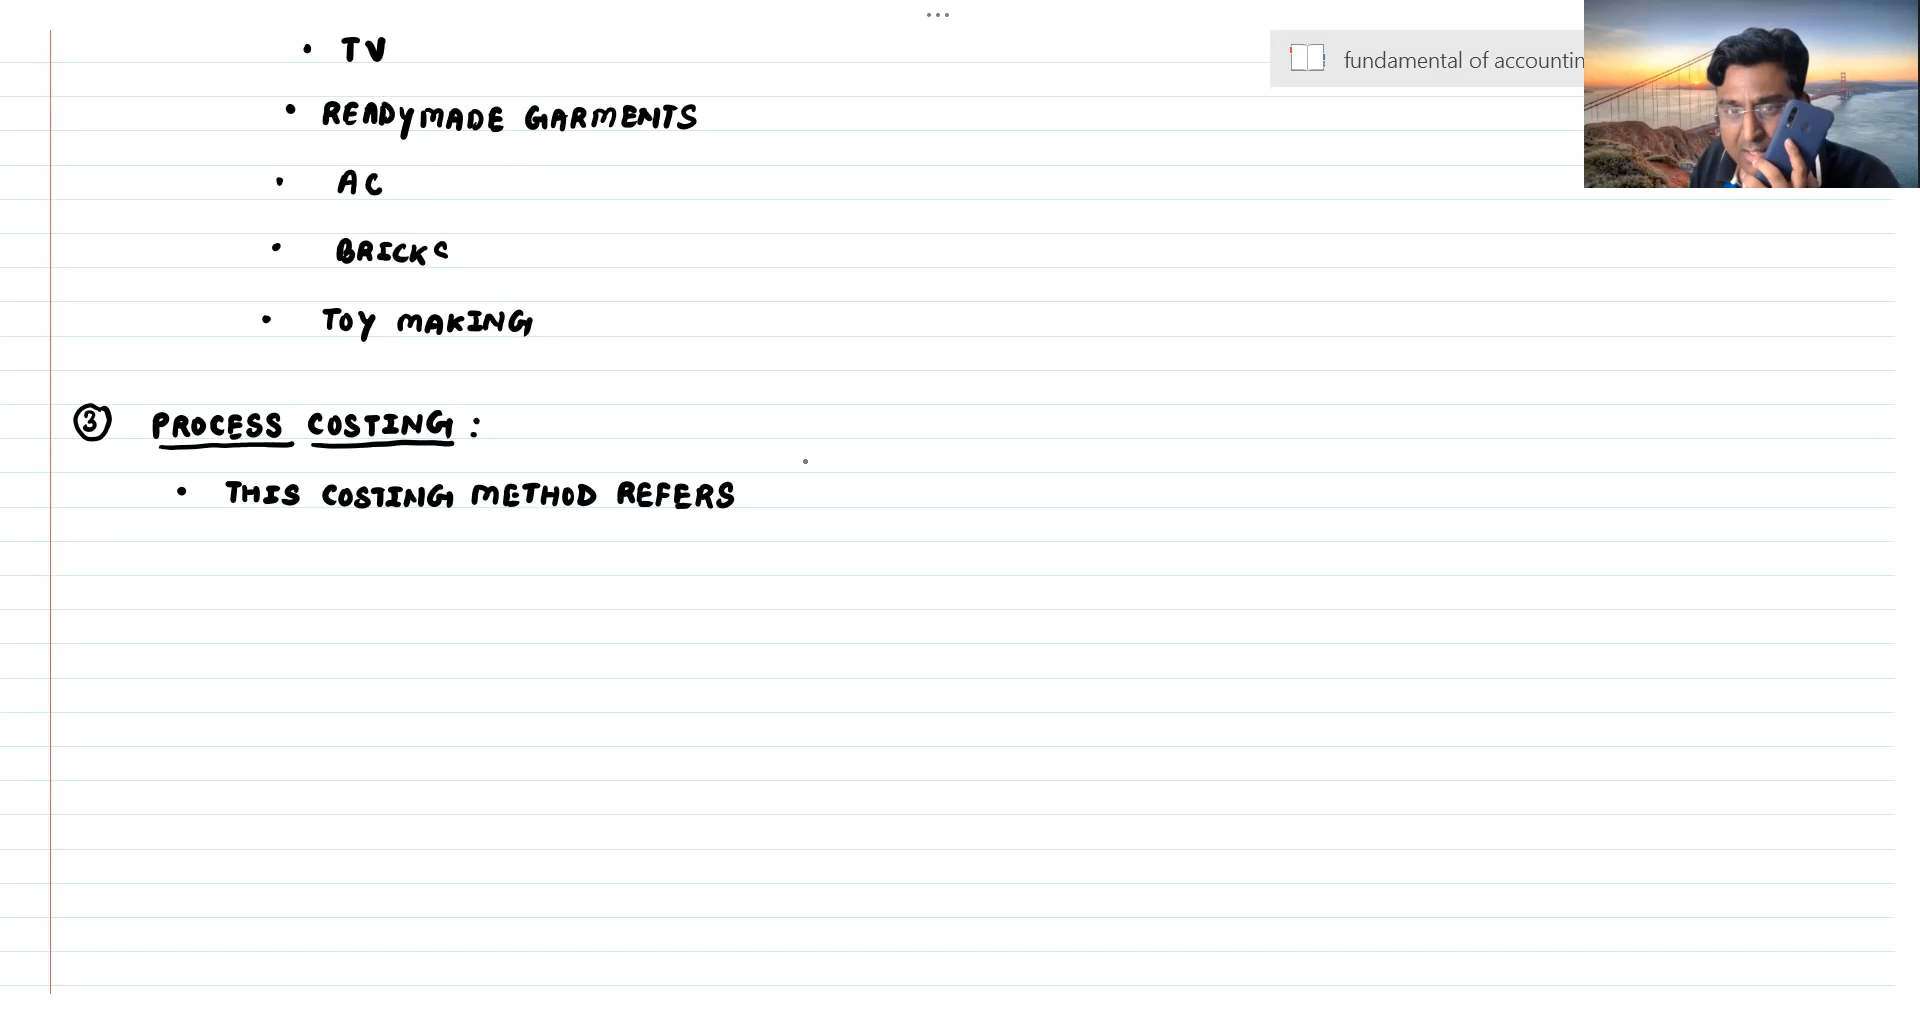 • TV
fundamental of accountin
• READYMADE GARMENTS
• AC
• BRICKS
• TOY MAKING
③ PROCESS COSTING :
• THIS COSTING METHOD REFERS